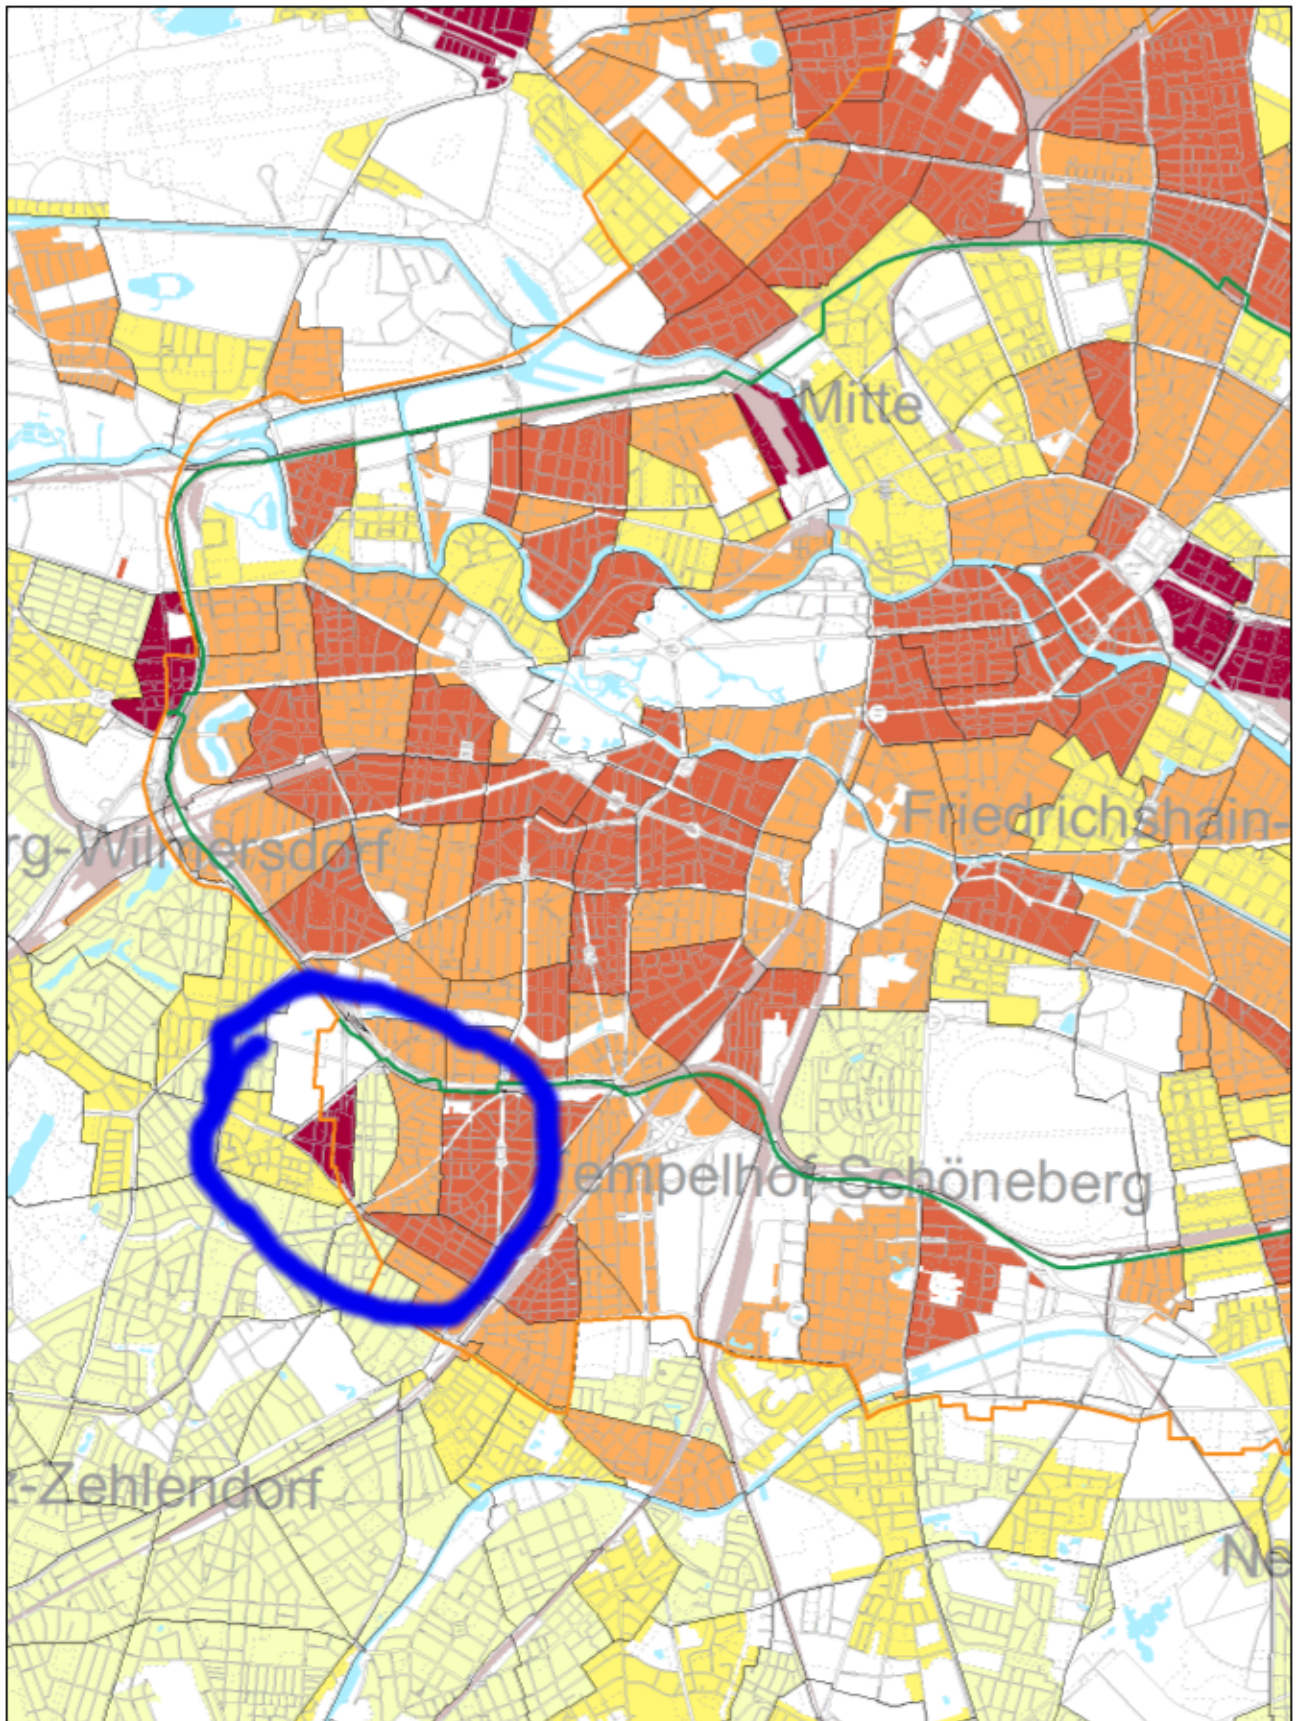 Mitte
Friedrichshain-
rg-Wilmersdorf
empelhof-Schöneberg
z-Zehlendorf
Ne